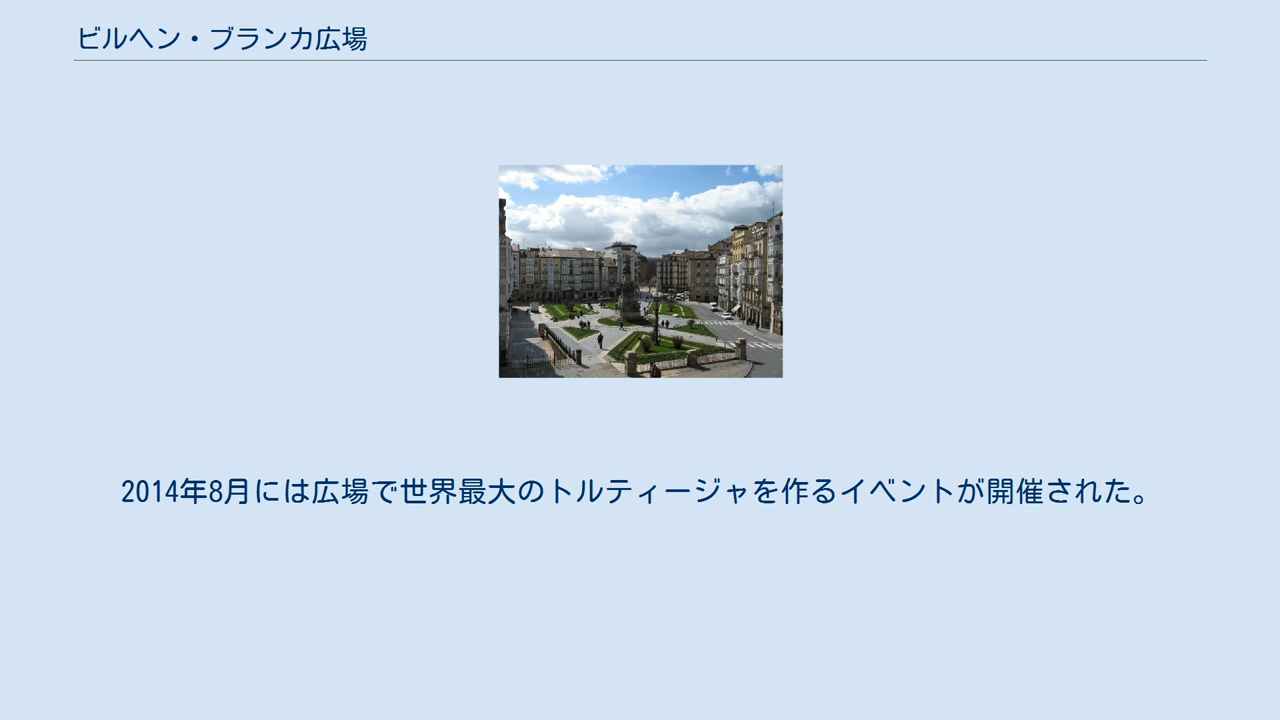 ビルヘン・ブランカ広場
2014年8月には広場で世界最大のトルティージャを作るイベントが開催された。